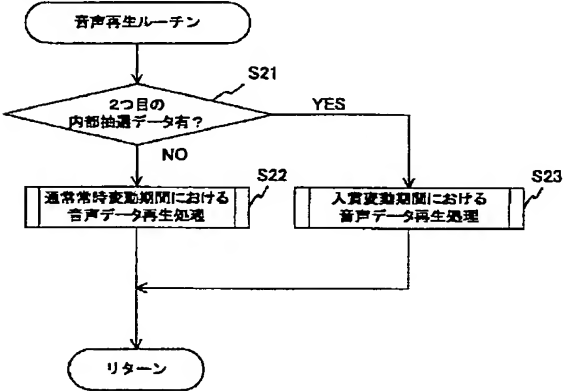 音声再生ルーチン
S21
2つ目の
内部抽選データ有？
YES
NO
S22
通常常時変動期間における
音声データ再生処理
S23
入賞変動期間における
音声データ再生処理
リターン